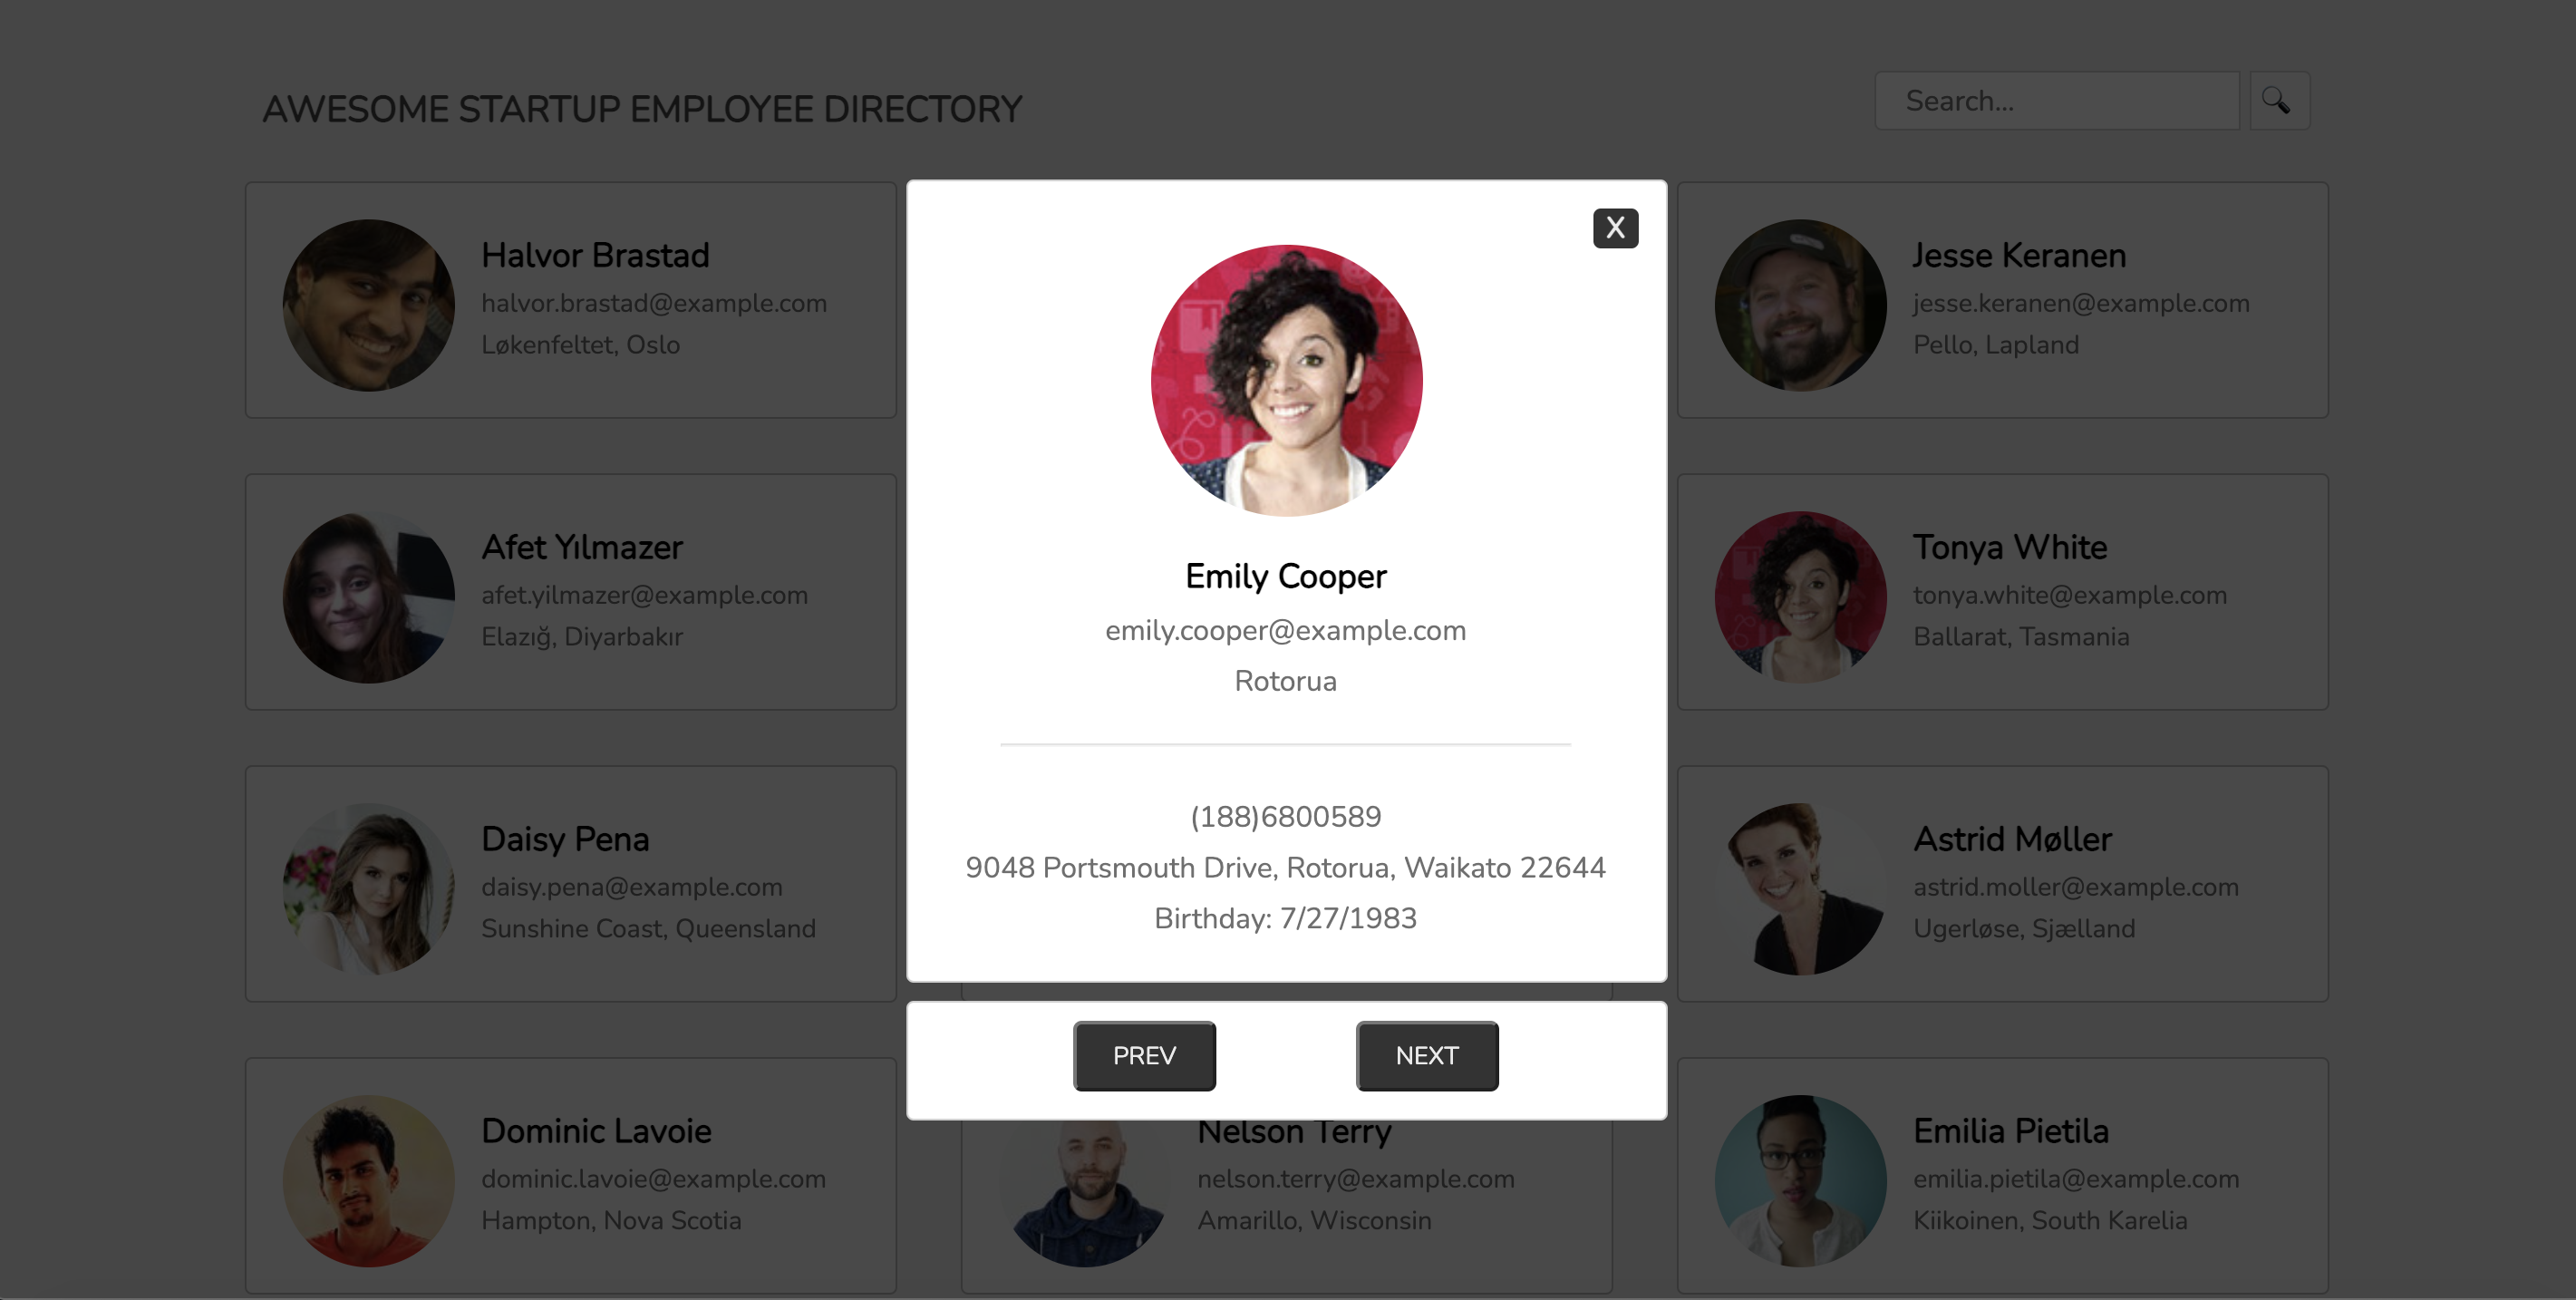 AWESOME STARTUP EMPLOYEE DIRECTORY
Search...
Halvor Brastad
halvor.brastad@example.com
Løkenfeltet, Oslo
X
Emily Cooper
emily.cooper@example.com
Rotorua
(188)6800589
9048 Portsmouth Drive, Rotorua, Waikato 22644
Birthday: 7/27/1983
PREV
NEXT
Jesse Keranen
jesse.keranen@example.com
Pello, Lapland
Afet Yılmazer
afet.yilmazer@example.com
Elazığ, Diyarbakır
Tonya White
tonya.white@example.com
Ballarat, Tasmania
Daisy Pena
daisy.pena@example.com
Sunshine Coast, Queensland
Astrid Møller
astrid.moller@example.com
Ugerløse, Sjælland
Dominic Lavoie
dominic.lavoie@example.com
Hampton, Nova Scotia
Nelson Terry
nelson.terry@example.com
Amarillo, Wisconsin
Emilia Pietila
emilia.pietila@example.com
Kiikoinen, South Karelia